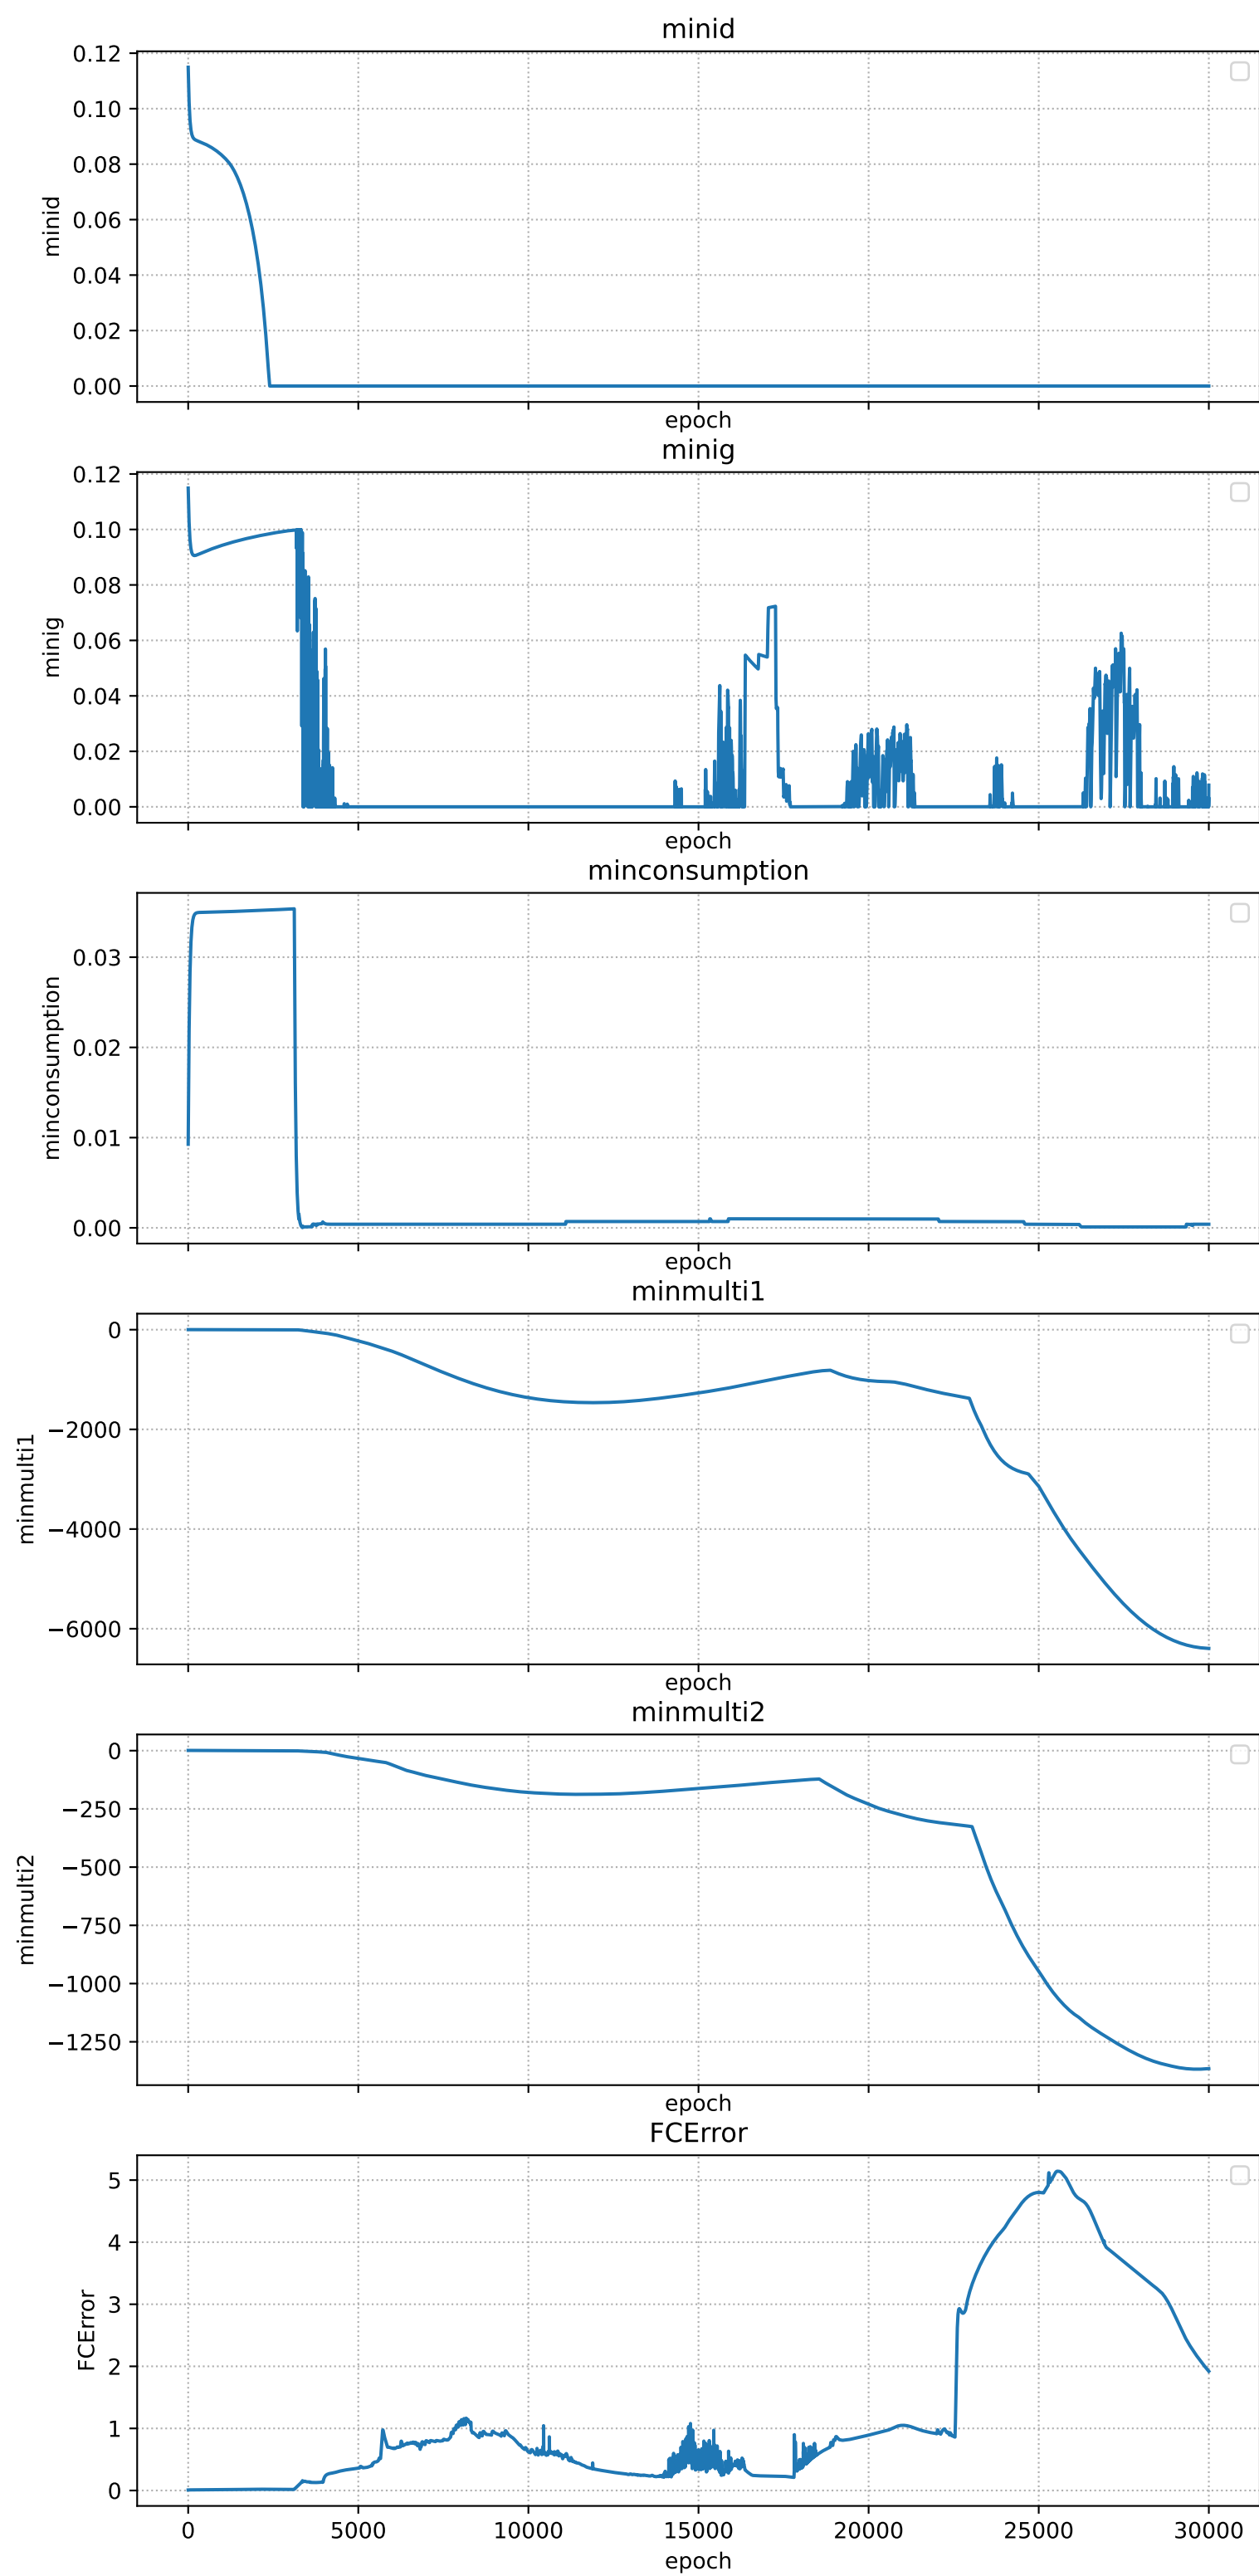 minid
0.12
0.10
0.08
0.06
0.04
0.02
0.00
minid
epoch
minig
0.12
0.10
0.08
0.06
0.04
0.02
0.00
minig
epoch
minconsumption
0.03
0.02
0.01
0.00
minconsumption
epoch
minmulti1
0
−2000
−4000
−6000
minmulti1
epoch
minmulti2
0
−250
−500
−750
−1000
−1250
minmulti2
epoch
FCError
5
4
3
2
1
0
FCError
0 5000 10000 15000 20000 25000 30000
epoch